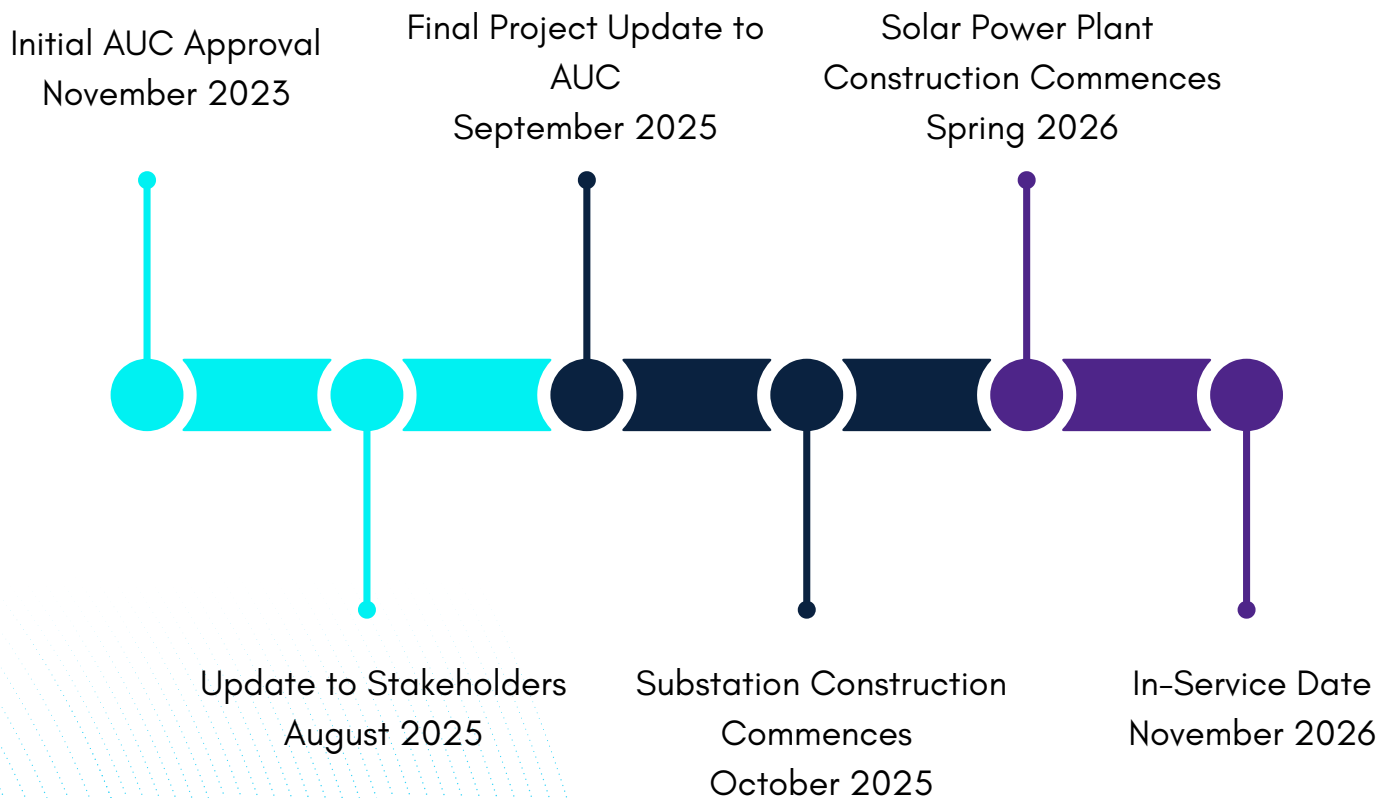 Initial AUC Approval
November 2023
Final Project Update to
AUC
September 2025
Solar Power Plant
Construction Commences
Spring 2026
Update to Stakeholders
August 2025
Substation Construction
Commences
October 2025
In-Service Date
November 2026